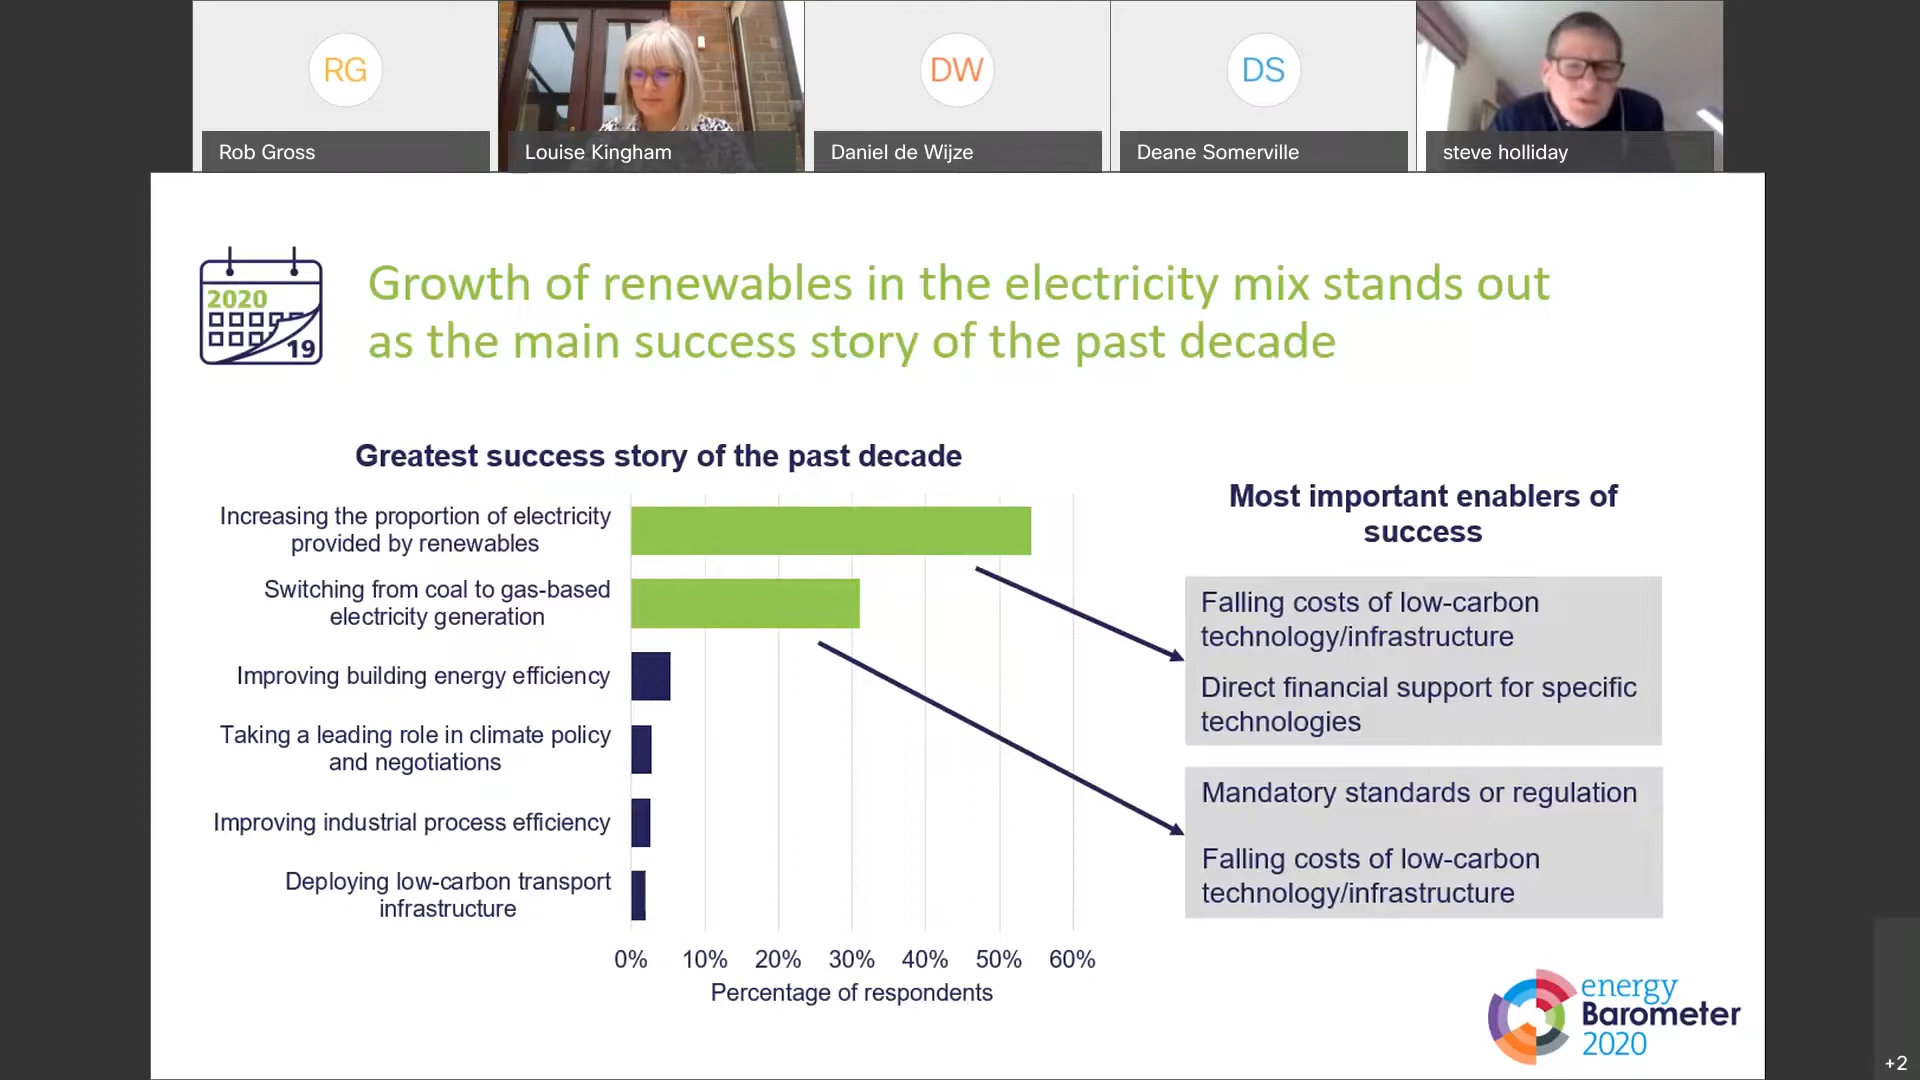 RG
DW
DS
Rob Gross
Louise Kingham
Daniel de Wijze
Deane Somerville
steve holliday
2020
19
Growth of renewables in the electricity mix stands out
as the main success story of the past decade
Greatest success story of the past decade
Increasing the proportion of electricity
provided by renewables
Switching from coal to gas-based
electricity generation
Improving building energy efficiency
Taking a leading role in climate policy
and negotiations
Improving industrial process efficiency
Deploying low-carbon transport
infrastructure
0% 10% 20% 30% 40% 50% 60%
Percentage of respondents
Most important enablers of
success
Falling costs of low-carbon
technology/infrastructure
Direct financial support for specific
technologies
Mandatory standards or regulation
Falling costs of low-carbon
technology/infrastructure
energy
Barometer
2020
+2